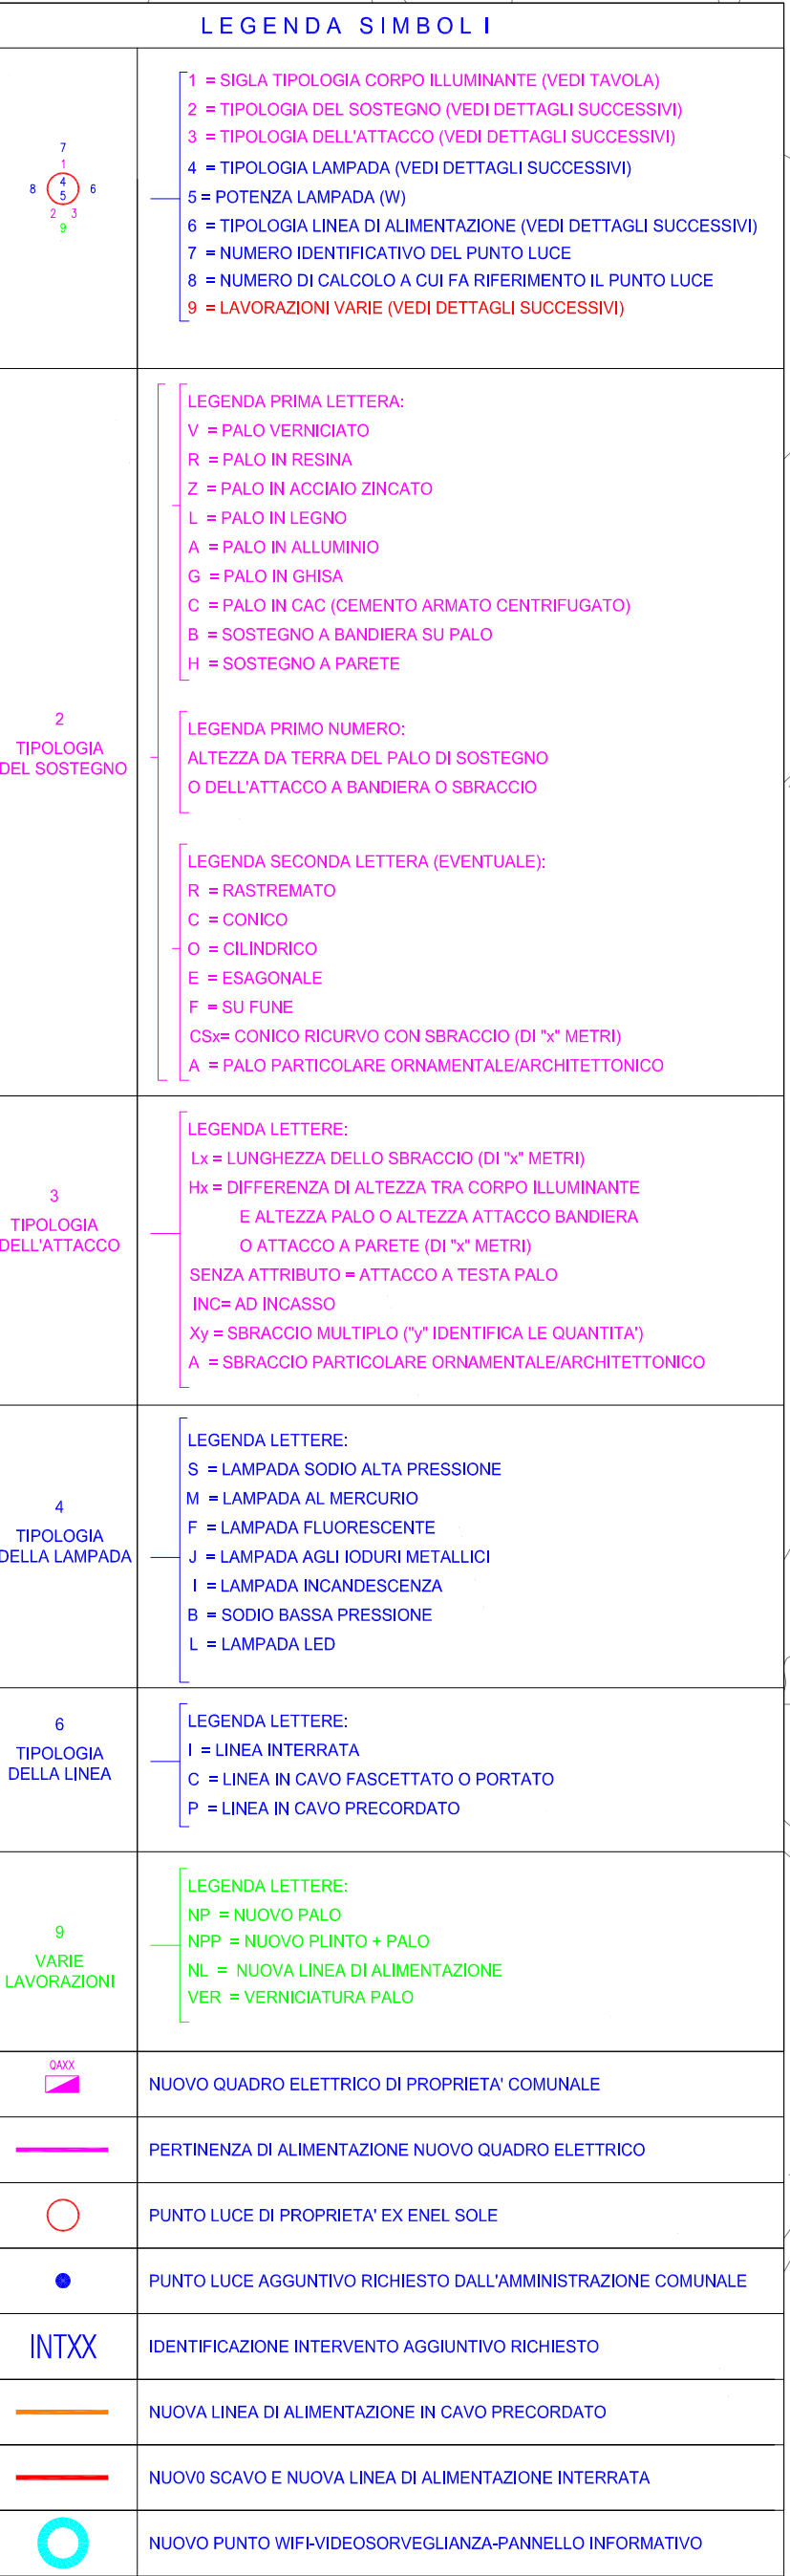 LEGENDA SIMBOLI
7
1
8 4 6
5
2 3
9
1 = SIGLA TIPOLOGIA CORPO ILLUMINANTE (VEDI TAVOLA)
2 = TIPOLOGIA DEL SOSTEGNO (VEDI DETTAGLI SUCCESSIVI)
3 = TIPOLOGIA DELL'ATTACCO (VEDI DETTAGLI SUCCESSIVI)
4 = TIPOLOGIA LAMPADA (VEDI DETTAGLI SUCCESSIVI)
5 = POTENZA LAMPADA (W)
6 = TIPOLOGIA LINEA DI ALIMENTAZIONE (VEDI DETTAGLI SUCCESSIVI)
7 = NUMERO IDENTIFICATIVO DEL PUNTO LUCE
8 = NUMERO DI CALCOLO A CUI FA RIFERIMENTO IL PUNTO LUCE
9 = LAVORAZIONI VARIE (VEDI DETTAGLI SUCCESSIVI)
2
TIPOLOGIA
DEL SOSTEGNO
LEGENDA PRIMA LETTERA:
V = PALO VERNICIATO
R = PALO IN RESINA
Z = PALO IN ACCIAIO ZINCATO
L = PALO IN LEGNO
A = PALO IN ALLUMINIO
G = PALO IN GHISA
C = PALO IN CAC (CEMENTO ARMATO CENTRIFUGATO)
B = SOSTEGNO A BANDIERA SU PALO
H = SOSTEGNO A PARETE
LEGENDA PRIMO NUMERO:
ALTEZZA DA TERRA DEL PALO DI SOSTEGNO
O DELL'ATTACCO A BANDIERA O SBRACCIO
LEGENDA SECONDA LETTERA (EVENTUALE):
R = RASTREMATO
C = CONICO
O = CILINDRICO
E = ESAGONALE
F = SU FUNE
CSx= CONICO RICURVO CON SBRACCIO (DI "x" METRI)
A = PALO PARTICOLARE ORNAMENTALE/ARCHITETTONICO
3
TIPOLOGIA
DELL'ATTACCO
LEGENDA LETTERE:
Lx = LUNGHEZZA DELLO SBRACCIO (DI "x" METRI)
Hx = DIFFERENZA DI ALTEZZA TRA CORPO ILLUMINANTE
E ALTEZZA PALO O ALTEZZA ATTACCO BANDIERA
O ATTACCO A PARETE (DI "x" METRI)
SENZA ATTRIBUTO = ATTACCO A TESTA PALO
INC= AD INCASSO
Xy = SBRACCIO MULTIPLO ("y" IDENTIFICA LE QUANTITA')
A = SBRACCIO PARTICOLARE ORNAMENTALE/ARCHITETTONICO
4
TIPOLOGIA
DELLA LAMPADA
LEGENDA LETTERE:
S = LAMPADA SODIO ALTA PRESSIONE
M = LAMPADA AL MERCURIO
F = LAMPADA FLUORESCENTE
J = LAMPADA AGLI IODURI METALLICI
I = LAMPADA INCANDESCENZA
B = SODIO BASSA PRESSIONE
L = LAMPADA LED
6
TIPOLOGIA
DELLA LINEA
LEGENDA LETTERE:
I = LINEA INTERRATA
C = LINEA IN CAVO FASCETTATO O PORTATO
P = LINEA IN CAVO PRECORDATO
9
VARIE
LAVORAZIONI
LEGENDA LETTERE:
NP = NUOVO PALO
NPP = NUOVO PLINTO + PALO
NL = NUOVA LINEA DI ALIMENTAZIONE
VER = VERNICIATURA PALO
QAXX
NUOVO QUADRO ELETTRICO DI PROPRIETA' COMUNALE
PERTINENZA DI ALIMENTAZIONE NUOVO QUADRO ELETTRICO
PUNTO LUCE DI PROPRIETA' EX ENEL SOLE
PUNTO LUCE AGGUNTIVO RICHIESTO DALL'AMMINISTRAZIONE COMUNALE
INTXX
IDENTIFICAZIONE INTERVENTO AGGIUNTIVO RICHIESTO
NUOVA LINEA DI ALIMENTAZIONE IN CAVO PRECORDATO
NUOV0 SCAVO E NUOVA LINEA DI ALIMENTAZIONE INTERRATA
NUOVO PUNTO WIFI-VIDEOSORVEGLIANZA-PANNELLO INFORMATIVO